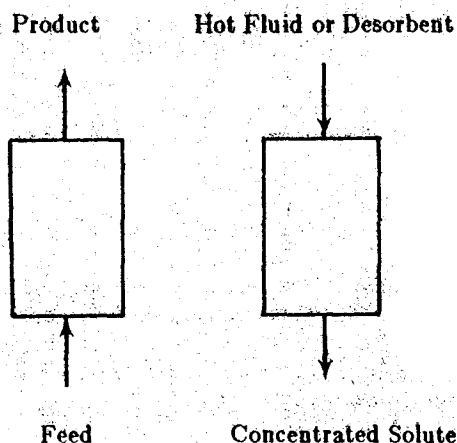 Product
Hot Fluid or Desorbent
Feed
Concentrated Solute